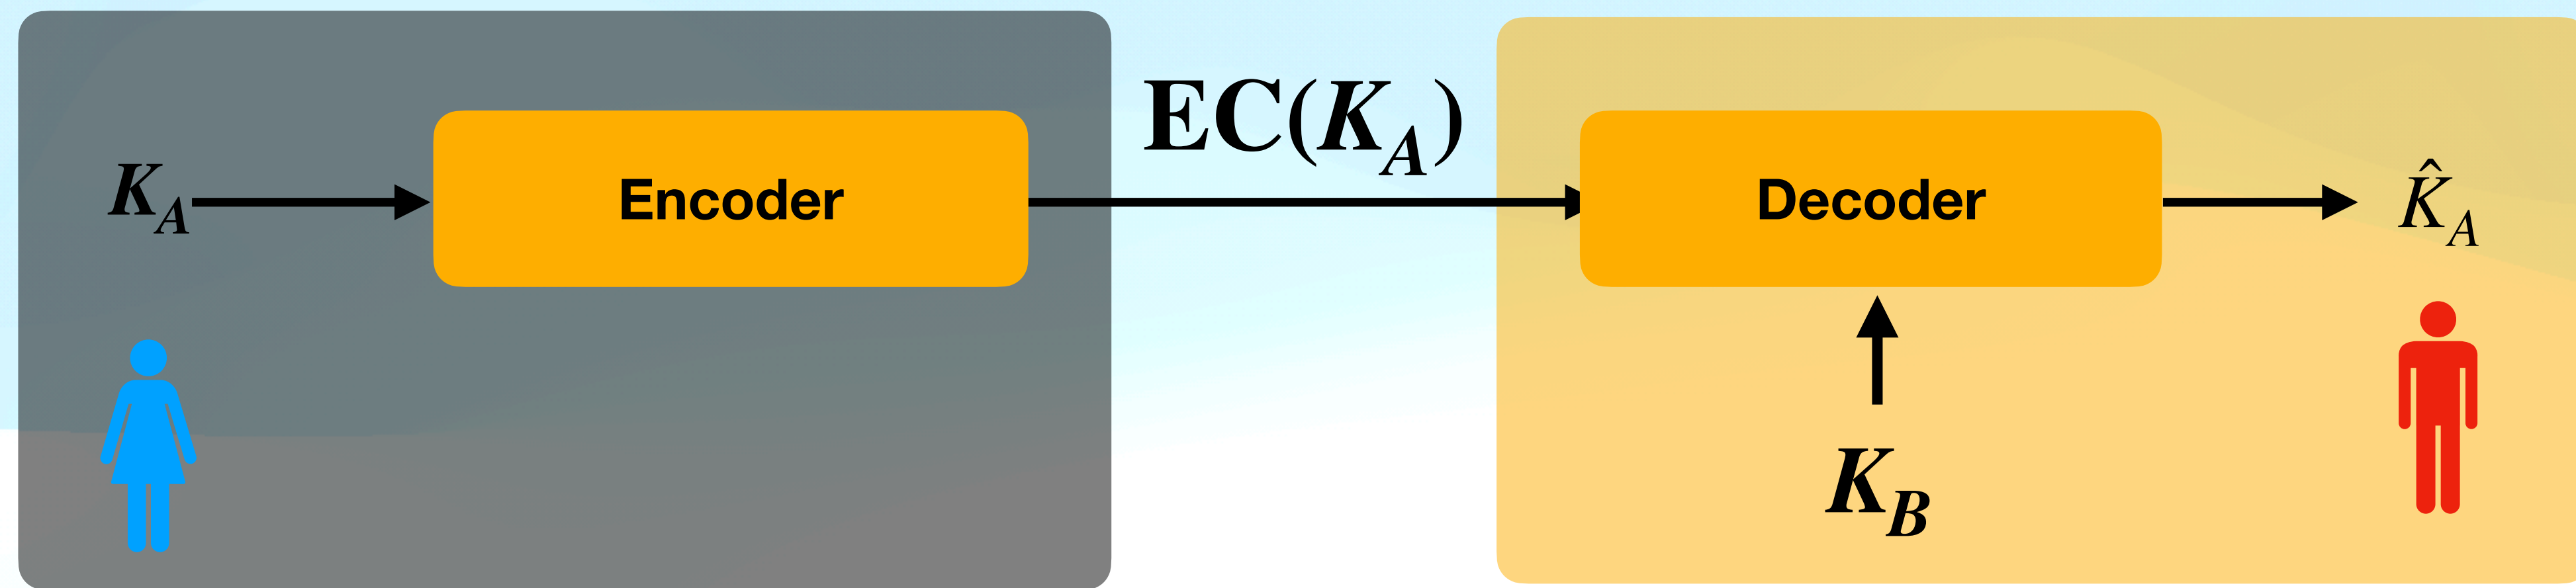 K_A
Encoder
EC(K_A)
Decoder
K̂_A
K_B